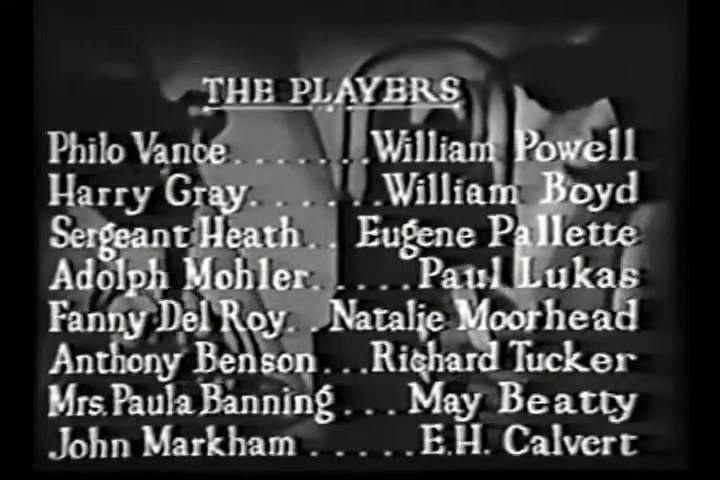 THE PLAYERS
Philo Vance.......William Powell
Harry Gray.......William Boyd
Sergeant Heath.. Eugene Pallette
Adolph Mohler.....Paul Lukas
Fanny Del Roy..Natalie Moorhead
Anthony Benson...Richard Tucker
Mrs. Paula Banning...May Beatty
John Markham......E.H. Calvert